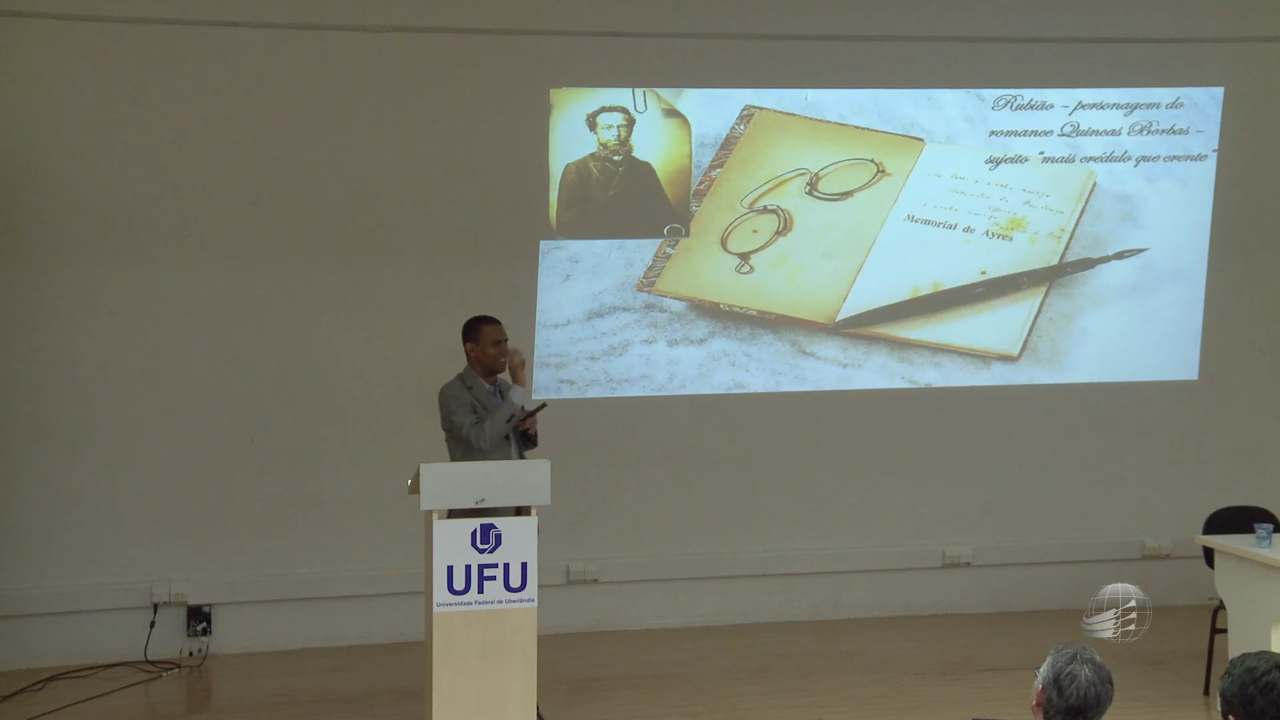 Rubião – personagem do
romance Quincas Borbas –
sujeito “mais crédulo que crente”
Memorial de Ayres
UFU
Universidade Federal de Uberlândia